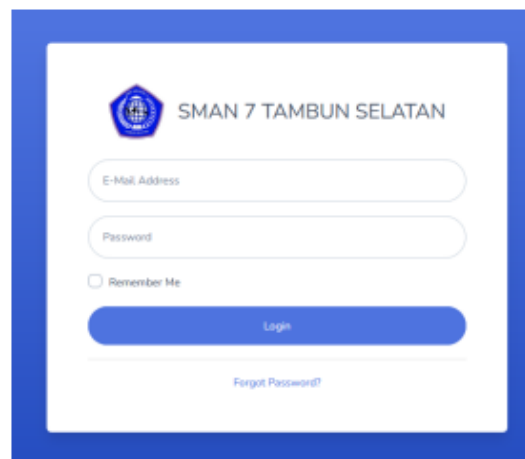 SMAN 7 TAMBUN SELATAN
E-Mail Address
Password
Remember Me
Login
Forgot Password?